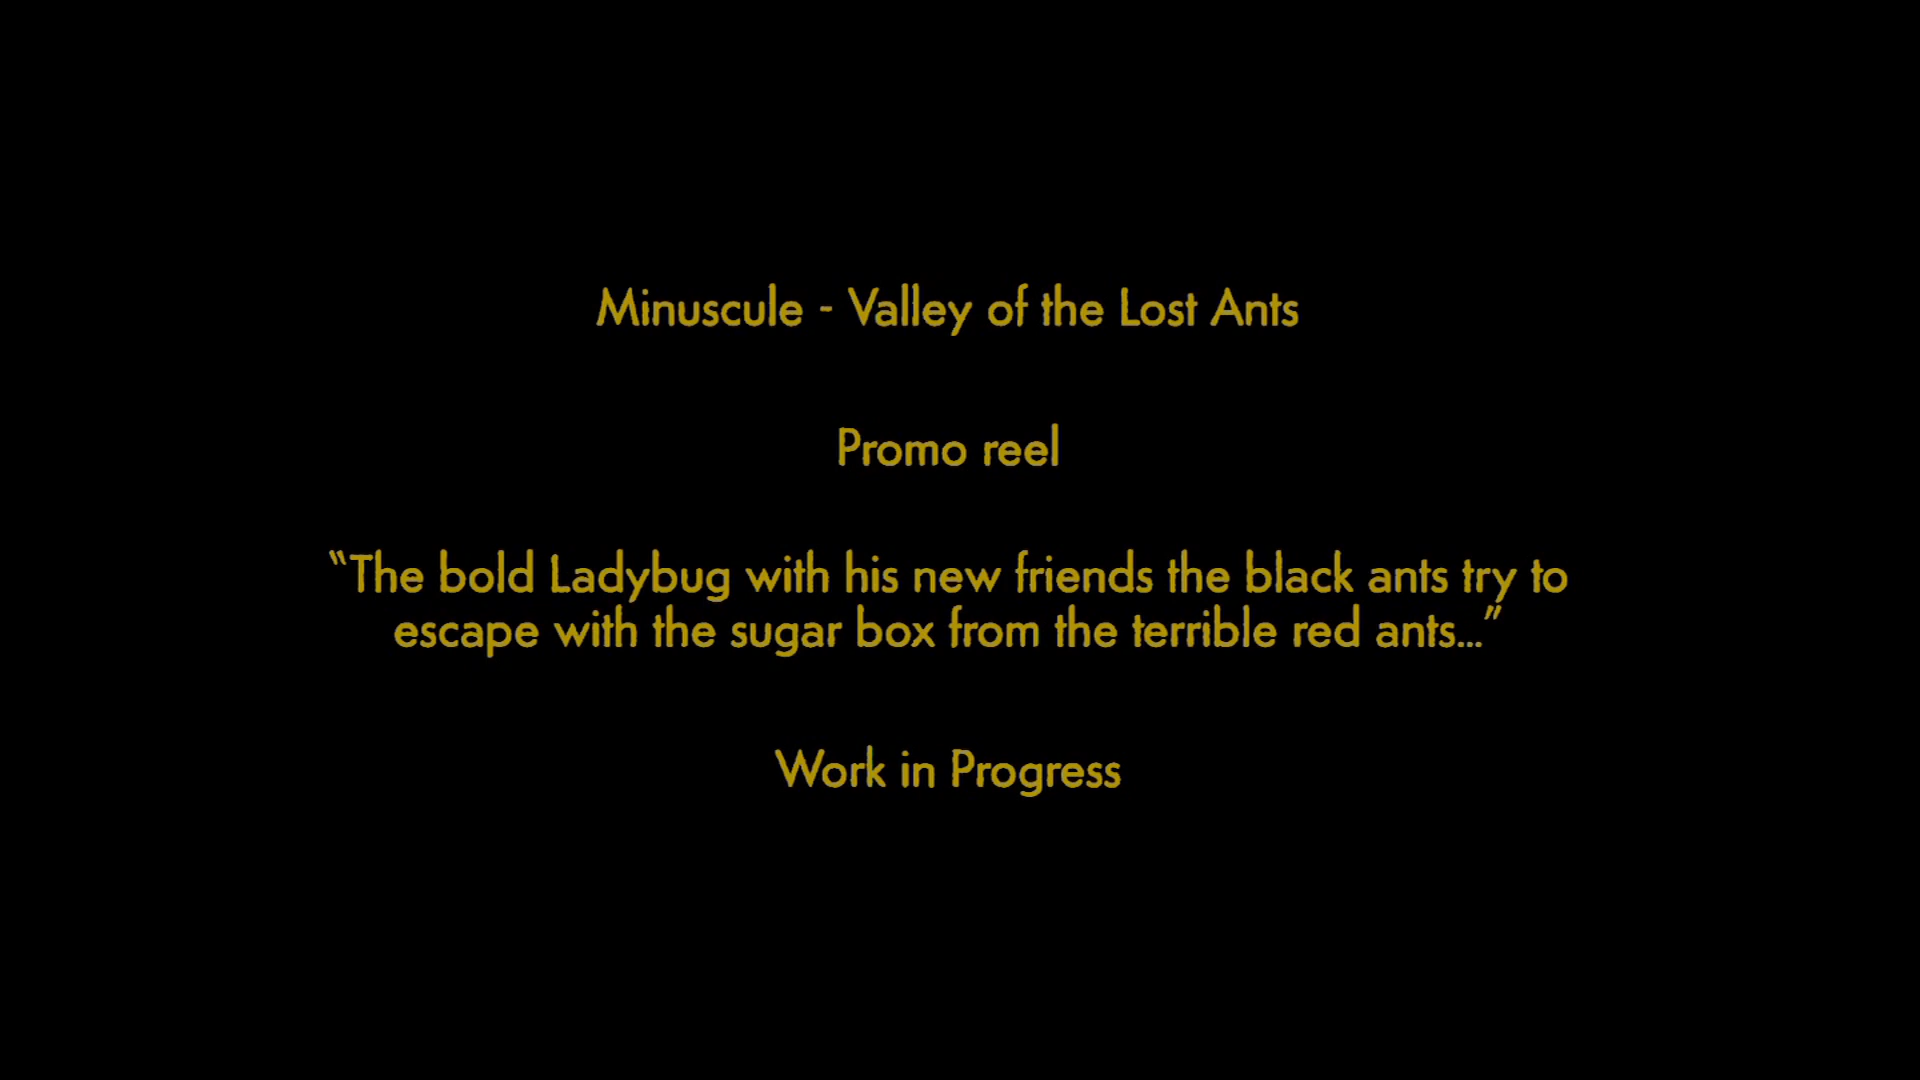 Minuscule - Valley of the Lost Ants
Promo reel
“The bold Ladybug with his new friends the black ants try to
escape with the sugar box from the terrible red ants...”
Work in Progress